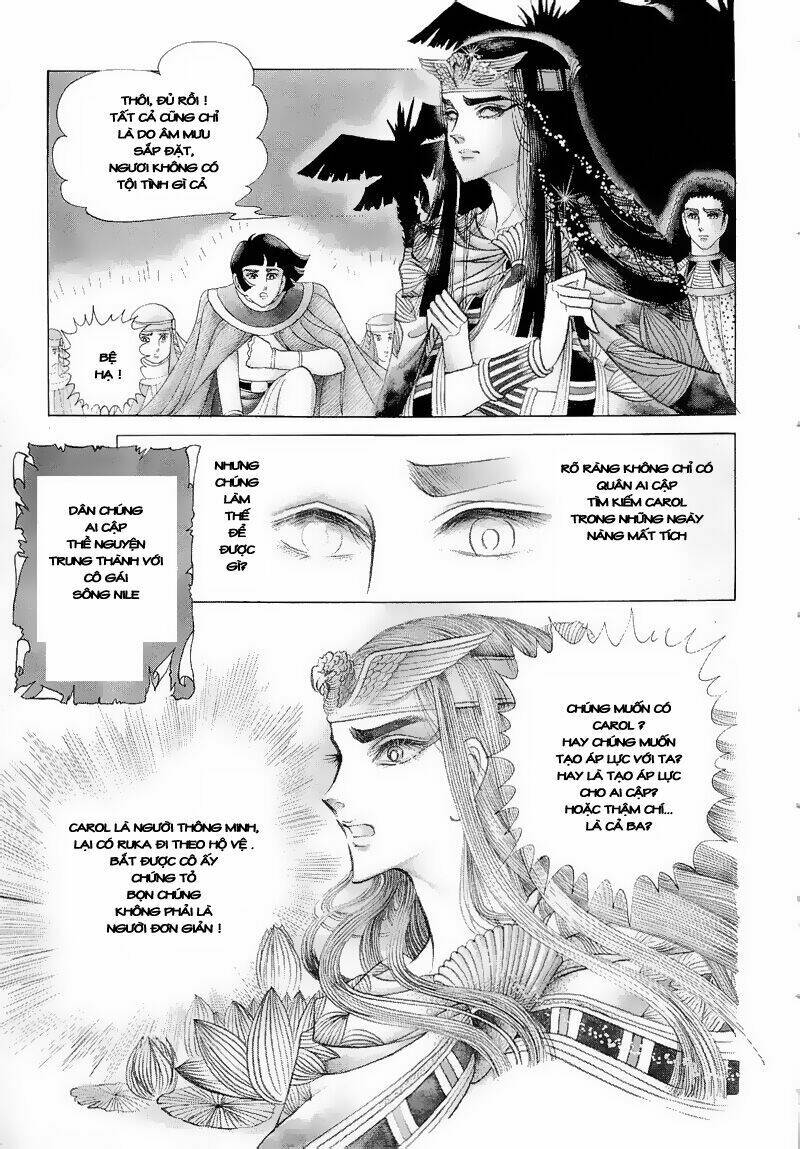 THÔI, ĐỦ RỒI !
TẤT CẢ CŨNG CHỈ
LÀ DO ÂM MƯU
SẮP ĐẶT,
NGƯƠI KHÔNG CÓ
TỘI TÌNH GÌ CẢ
BỆ
HẠ !
DÂN CHÚNG
AI CẬP
THỀ NGUYỆN
TRUNG THÀNH VỚI
CÔ GÁI
SÔNG NILE
NHƯNG
CHÚNG
LÀM
THẾ
ĐỂ
ĐƯỢC
GÌ?
RÕ RÀNG KHÔNG CHỈ CÓ
QUÂN AI CẬP
TÌM KIẾM CAROL
TRONG NHỮNG NGÀY
NÀNG MẤT TÍCH
CHÚNG MUỐN CÓ
CAROL ?
HAY CHÚNG MUỐN
TẠO ÁP LỰC VỚI TA?
HAY LÀ TẠO ÁP LỰC
CHO AI CẬP?
HOẶC THẬM CHÍ...
LÀ CẢ BA?
CAROL LÀ NGƯỜI THÔNG MINH,
LẠI CÓ RUKA ĐI THEO HỘ VỆ .
BẮT ĐƯỢC CÔ ẤY
CHỨNG TỎ
BỌN CHÚNG
KHÔNG PHẢI LÀ
NGƯỜI ĐƠN GIẢN !